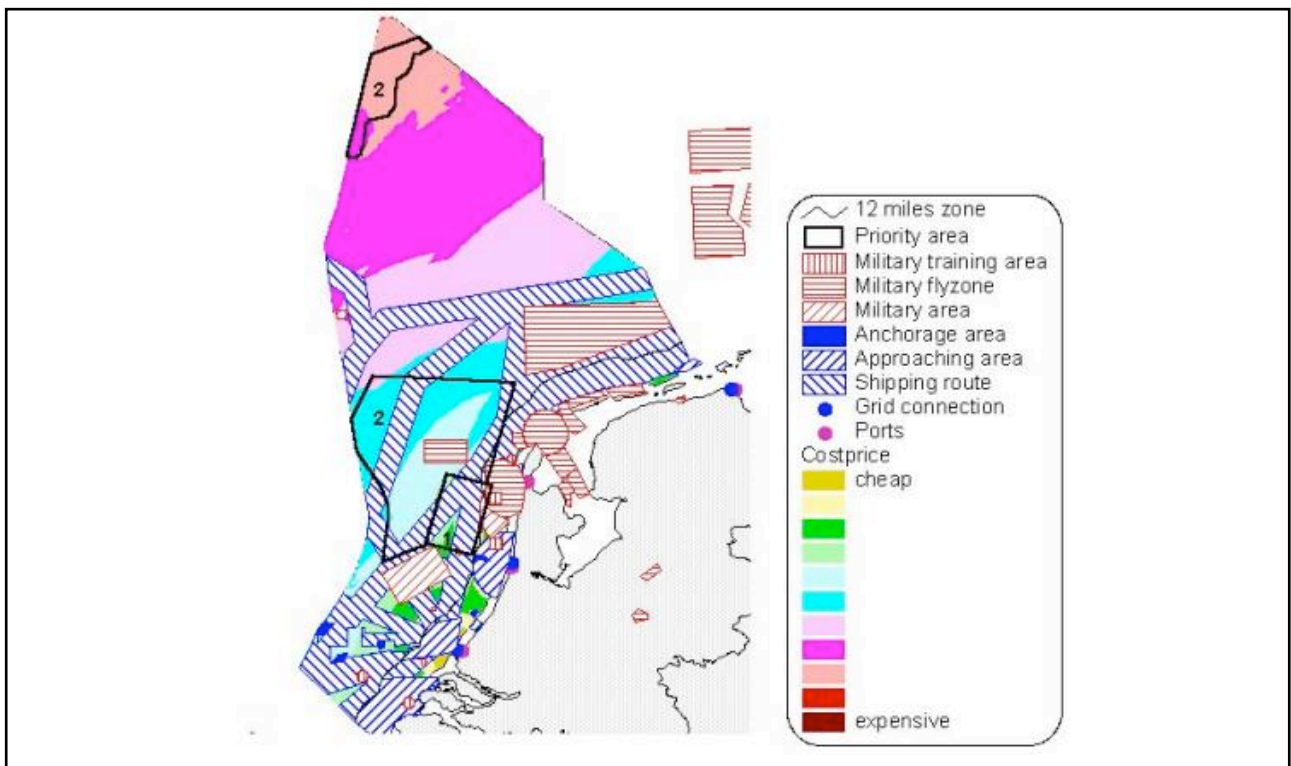 2
2
1
12 miles zone
Priority area
Military training area
Military flyzone
Military area
Anchorage area
Approaching area
Shipping route
Grid connection
Ports
Costprice
cheap
expensive